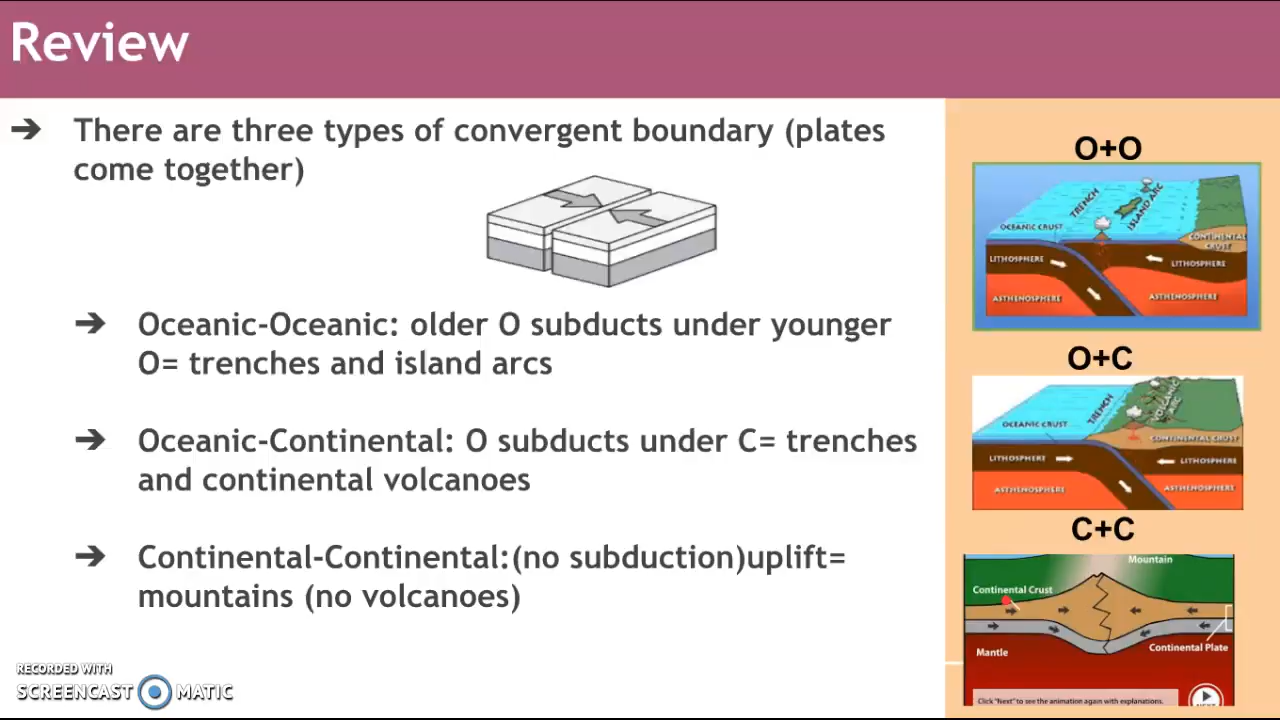 Review
➔ There are three types of convergent boundary (plates
come together)
➔ Oceanic-Oceanic: older O subducts under younger
O= trenches and island arcs
➔ Oceanic-Continental: O subducts under C= trenches
and continental volcanoes
➔ Continental-Continental:(no subduction)uplift=
mountains (no volcanoes)
O+O
TRENCH
ISLAND ARC
OCEANIC CRUST
CONTINENTAL
CRUST
LITHOSPHERE
LITHOSPHERE
ASTHENOSPHERE
ASTHENOSPHERE
O+C
TRENCH
VOLCANIC
ARC
OCEANIC CRUST
CONTINENTAL CRUST
LITHOSPHERE
LITHOSPHERE
ASTHENOSPHERE
ASTHENOSPHERE
C+C
Mountain
Continental Crust
Continental Plate
Mantle
Click "Next" to see the animation again with explanations.
NEXT
RECORDED WITH
SCREENCAST MATIC